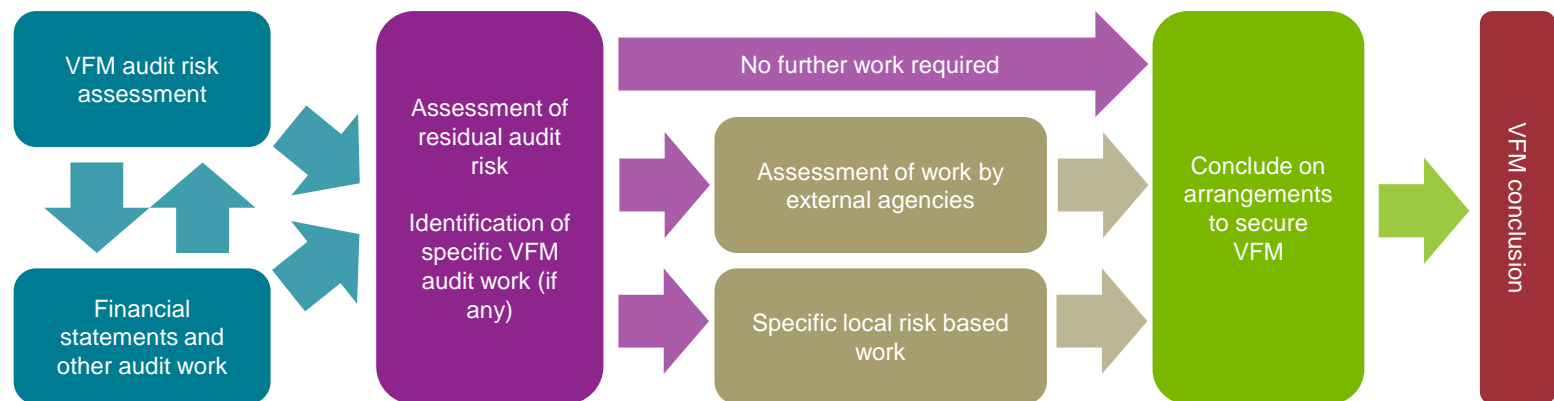 VFM audit risk
assessment
Financial
statements and
other audit work
Assessment of
residual audit
risk
Identification of
specific VFM
audit work (if
any)
No further work required
Assessment of work by
external agencies
Specific local risk based
work
Conclude on
arrangements
to secure
VFM
VFM conclusion